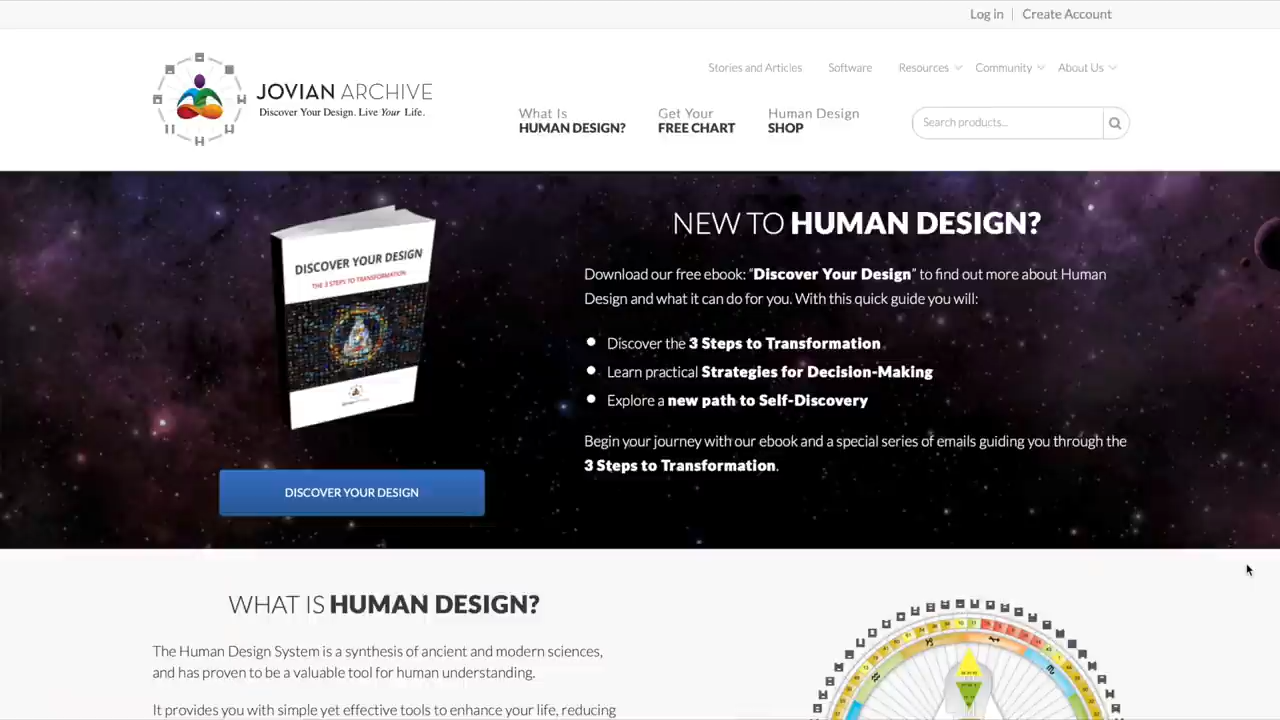 Log in
Create Account
JOVIAN ARCHIVE
Discover Your Design. Live Your Life.
Stories and Articles
Software
Resources
Community
About Us
What Is
HUMAN DESIGN?
Get Your
FREE CHART
Human Design
SHOP
Search products...
DISCOVER YOUR DESIGN
THE 3 STEPS TO TRANSFORMATION
DISCOVER YOUR DESIGN
NEW TO HUMAN DESIGN?
Download our free ebook: “Discover Your Design” to find out more about Human
Design and what it can do for you. With this quick guide you will:
Discover the 3 Steps to Transformation
Learn practical Strategies for Decision-Making
Explore a new path to Self-Discovery
Begin your journey with our ebook and a special series of emails guiding you through the
3 Steps to Transformation.
WHAT IS HUMAN DESIGN?
The Human Design System is a synthesis of ancient and modern sciences,
and has proven to be a valuable tool for human understanding.
It provides you with simple yet effective tools to enhance your life, reducing